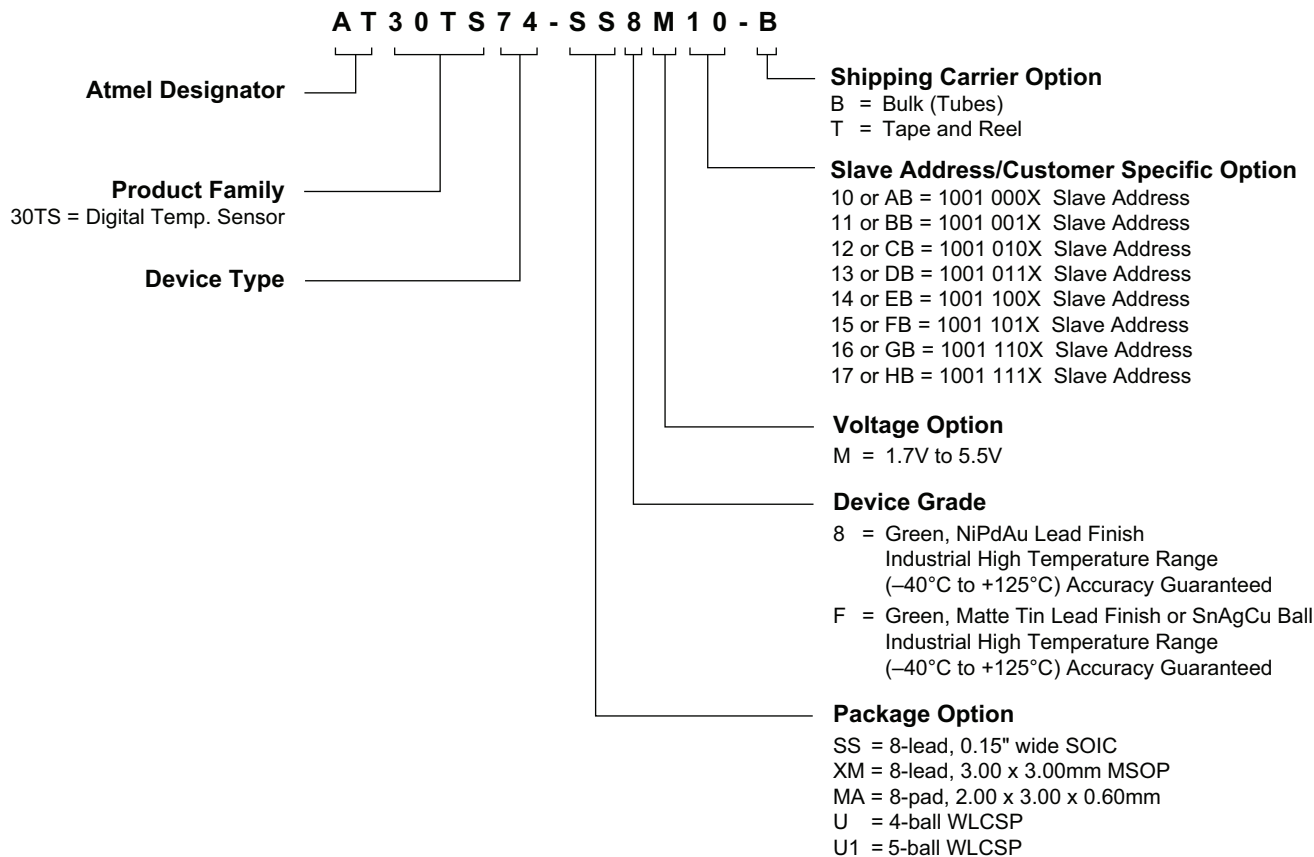 AT30TS74-SS8M10-B
Atmel Designator
Product Family
30TS = Digital Temp. Sensor
Device Type
Shipping Carrier Option
B = Bulk (Tubes)
T = Tape and Reel
Slave Address/Customer Specific Option
10 or AB = 1001 000X Slave Address
11 or BB = 1001 001X Slave Address
12 or CB = 1001 010X Slave Address
13 or DB = 1001 011X Slave Address
14 or EB = 1001 100X Slave Address
15 or FB = 1001 101X Slave Address
16 or GB = 1001 110X Slave Address
17 or HB = 1001 111X Slave Address
Voltage Option
M = 1.7V to 5.5V
Device Grade
8 = Green, NiPdAu Lead Finish
Industrial High Temperature Range
(–40°C to +125°C) Accuracy Guaranteed
F = Green, Matte Tin Lead Finish or SnAgCu Ball
Industrial High Temperature Range
(–40°C to +125°C) Accuracy Guaranteed
Package Option
SS = 8-lead, 0.15" wide SOIC
XM = 8-lead, 3.00 x 3.00mm MSOP
MA = 8-pad, 2.00 x 3.00 x 0.60mm
U = 4-ball WLCSP
U1 = 5-ball WLCSP